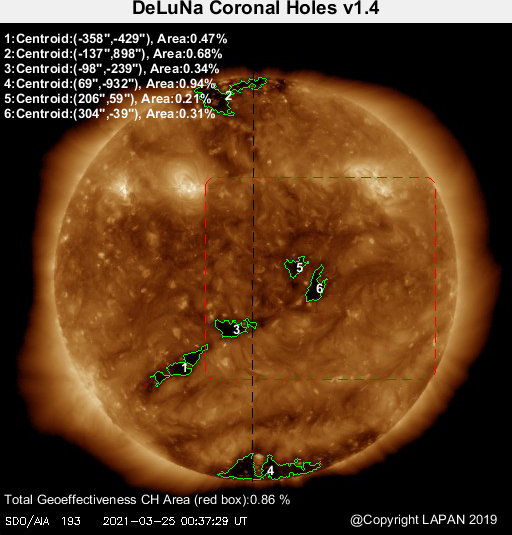 DeLuNa Coronal Holes v1.4
1:Centroid:(-358",-429"), Area:0.47%
2:Centroid:(-137",898"), Area:0.68%
3:Centroid:(-98",-239"), Area:0.34%
4:Centroid:(69",-932"), Area:0.94%
5:Centroid:(206",59"), Area:0.21%
6:Centroid:(304",-39"), Area:0.31%
2
5
6
3
1
4
Total Geoeffectiveness CH Area (red box):0.86 %
SDO/AIA 193 2021-03-25 00:37:29 UT
@Copyright LAPAN 2019